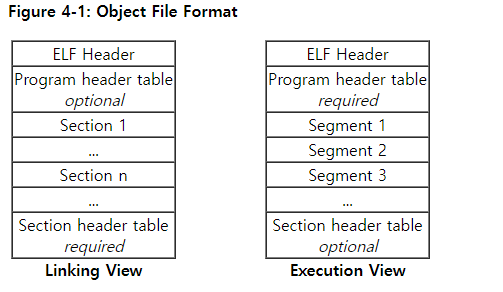 Figure 4-1: Object File Format
ELF Header
Program header table
optional
Section 1
...
Section n
...
Section header table
required
Linking View
ELF Header
Program header table
required
Segment 1
Segment 2
Segment 3
...
Section header table
optional
Execution View